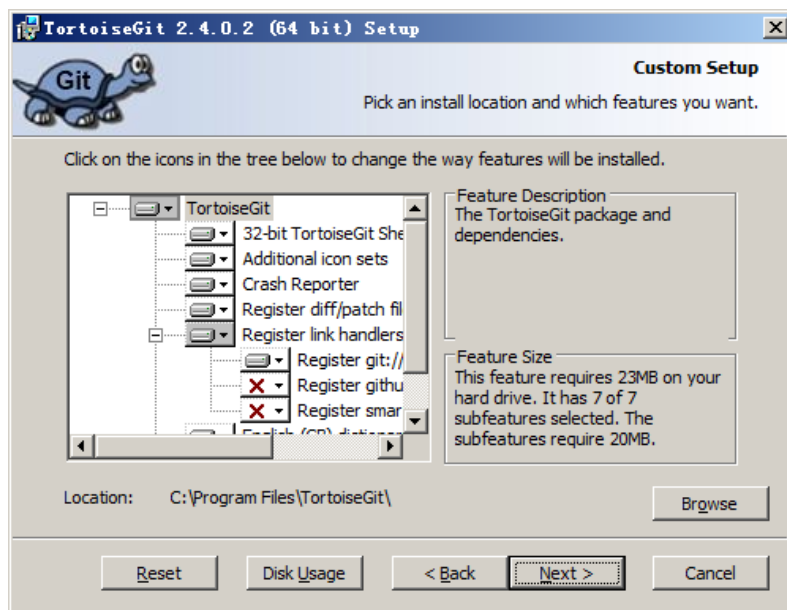 TortoiseGit 2.4.0.2 (64 bit) Setup
Git
Custom Setup
Pick an install location and which features you want.
Click on the icons in the tree below to change the way features will be installed.
TortoiseGit
32-bit TortoiseGit She
Additional icon sets
Crash Reporter
Register diff/patch fil
Register link handlers
Register git://
Register githu
Register smar
English (GB) dictionar
Feature Description
The TortoiseGit package and
dependencies.
Feature Size
This feature requires 23MB on your
hard drive. It has 7 of 7
subfeatures selected. The
subfeatures require 20MB.
Location: C:\Program Files\TortoiseGit\
Browse
Reset Disk Usage < Back Next > Cancel